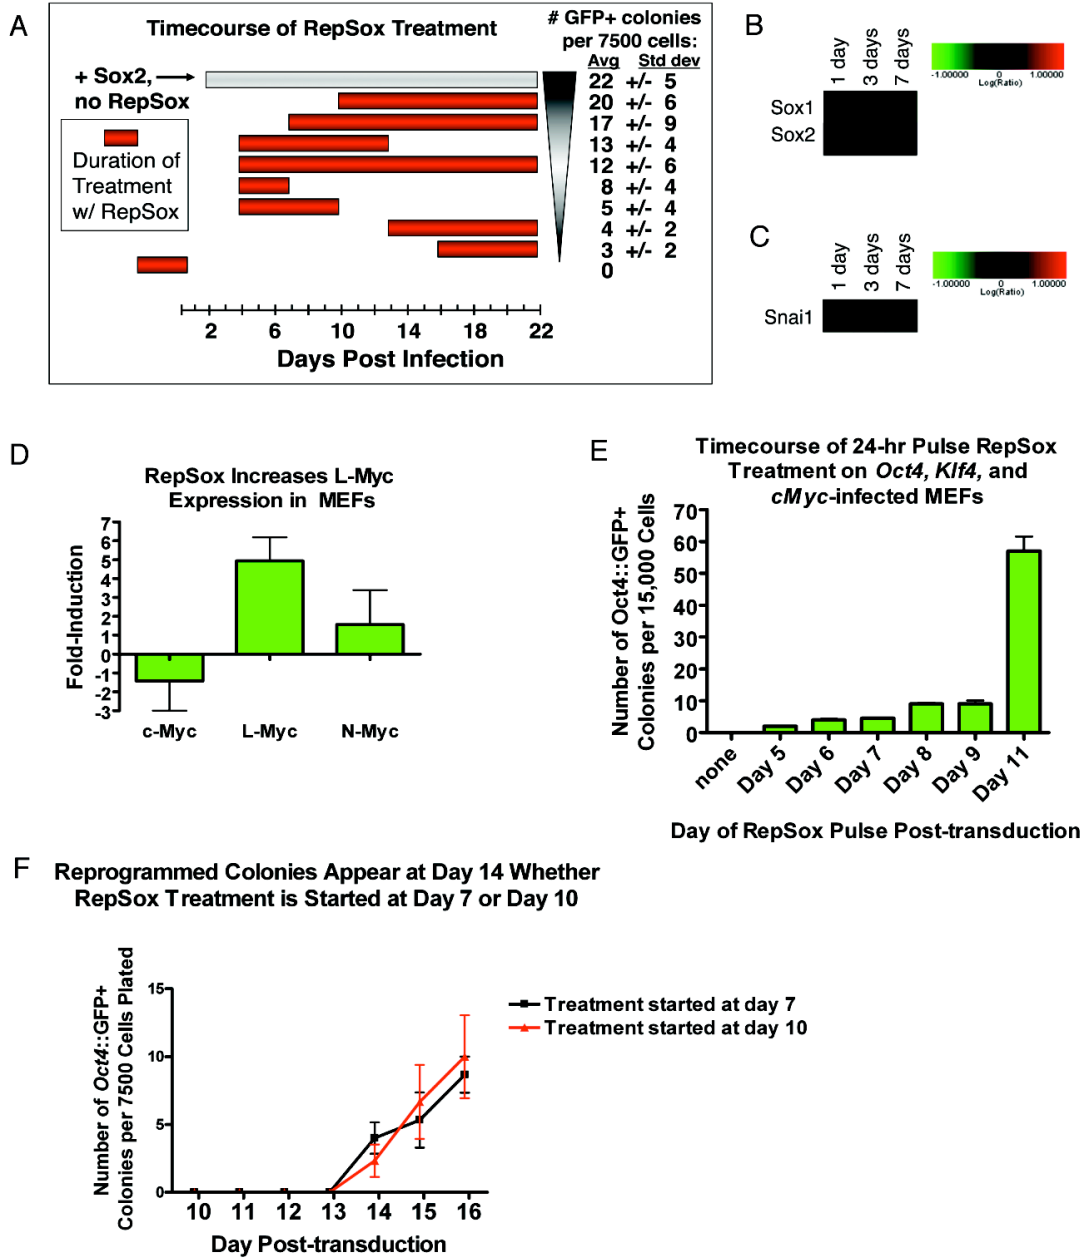 A
Timecourse of RepSox Treatment
# GFP+ colonies
per 7500 cells:
Avg Std dev
+ Sox2,
no RepSox
22 +/- 5
20 +/- 6
17 +/- 9
13 +/- 4
12 +/- 6
8 +/- 4
5 +/- 4
4 +/- 2
3 +/- 2
0
Duration of
Treatment
w/ RepSox
2 6 10 14 18 22
Days Post Infection
B
1 day
3 days
7 days
-1.00000 0 1.00000
Log(Ratio)
Sox1
Sox2
C
1 day
3 days
7 days
-1.00000 0 1.00000
Log(Ratio)
Snai1
D
RepSox Increases L-Myc
Expression in MEFs
Fold-Induction
7
6
5
4
3
2
1
0
-1
-2
-3
c-Myc L-Myc N-Myc
E
Timecourse of 24-hr Pulse RepSox
Treatment on Oct4, Klf4, and
cMyc-infected MEFs
Number of Oct4::GFP+
Colonies per 15,000 Cells
70
60
50
40
30
20
10
0
none Day 5 Day 6 Day 7 Day 8 Day 9 Day 11
Day of RepSox Pulse Post-transduction
F
Reprogrammed Colonies Appear at Day 14 Whether
RepSox Treatment is Started at Day 7 or Day 10
Number of Oct4::GFP+
Colonies per 7500 Cells Plated
15
10
5
0
10 11 12 13 14 15 16
Day Post-transduction
Treatment started at day 7
Treatment started at day 10